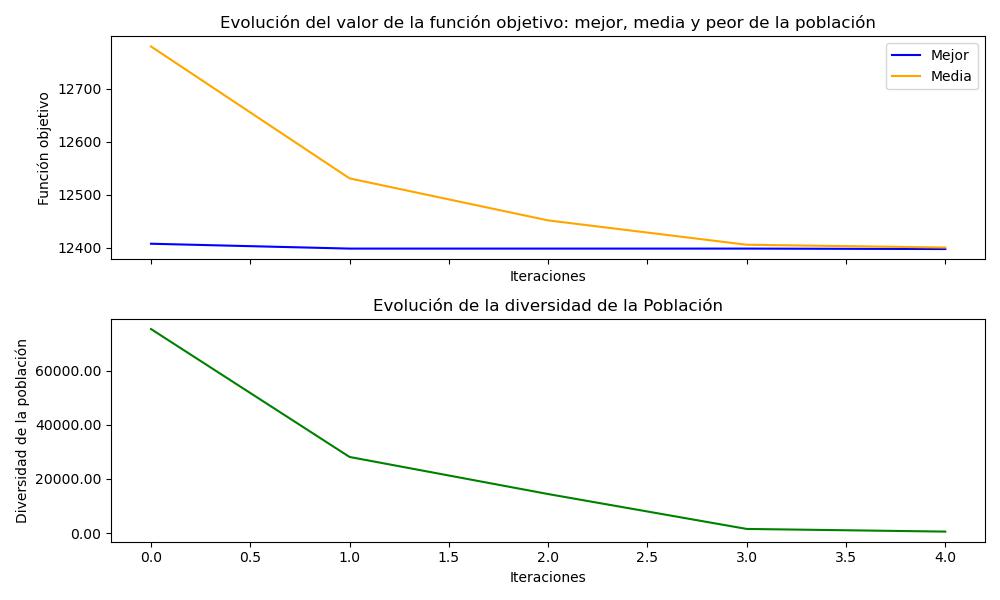 Evolución del valor de la función objetivo: mejor, media y peor de la población
Función objetivo
12700
12600
12500
12400
Mejor
Media
Iteraciones
Evolución de la diversidad de la Población
Diversidad de la población
60000.00
40000.00
20000.00
0.00
0.0 0.5 1.0 1.5 2.0 2.5 3.0 3.5 4.0
Iteraciones